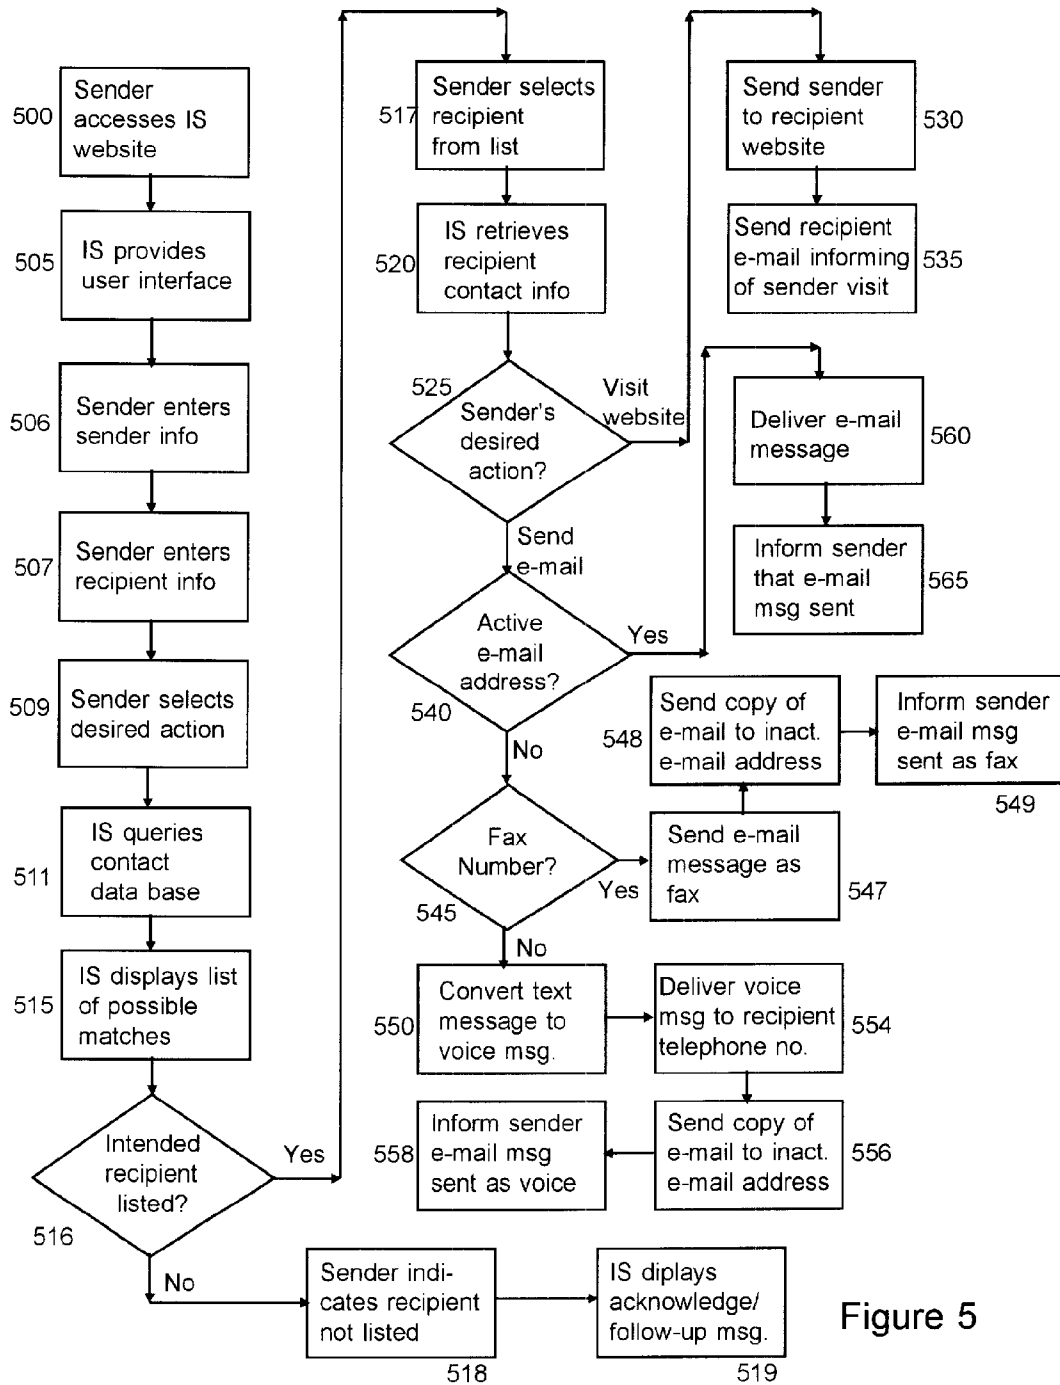 500
Sender
accesses IS
website
505
IS provides
user interface
506
Sender enters
sender info
507
Sender enters
recipient info
509
Sender selects
desired action
511
IS queries
contact
data base
515
IS displays list
of possible
matches
Intended
recipient
listed?
516
Yes
No
Sender indi-
cates recipient
not listed
518
IS diplays
acknowledge/
follow-up msg.
519
517
Sender selects
recipient
from list
520
IS retrieves
recipient
contact info
525
Sender's
desired
action?
Visit
website
Send
e-mail
Send sender
to recipient
website
530
Send recipient
e-mail informing
of sender visit
535
Active
e-mail
address?
540
Yes
No
Deliver e-mail
message
560
Inform sender
that e-mail
msg sent
565
Fax
Number?
545
Yes
No
Send e-mail
message as
fax
547
548
Send copy of
e-mail to inact.
e-mail address
Inform sender
e-mail msg
sent as fax
549
550
Convert text
message to
voice msg.
Deliver voice
msg to recipient
telephone no.
554
Send copy of
e-mail to inact.
e-mail address
556
558
Inform sender
e-mail msg
sent as voice
Figure 5